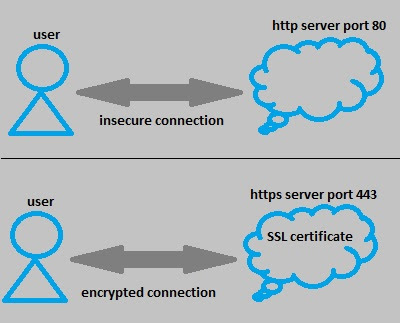 user
http server port 80
insecure connection
user
https server port 443
SSL certificate
encrypted connection